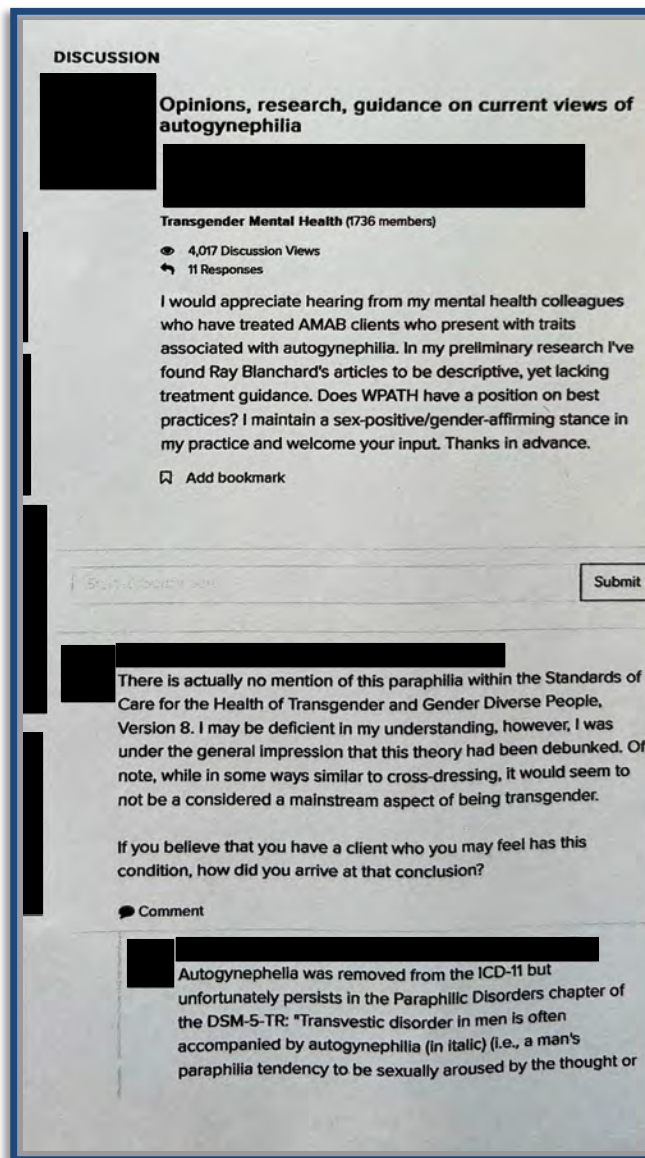 DISCUSSION
Opinions, research, guidance on current views of
autogynephilia
Transgender Mental Health (1736 members)
4,017 Discussion Views
11 Responses
I would appreciate hearing from my mental health colleagues
who have treated AMAB clients who present with traits
associated with autogynephilia. In my preliminary research I've
found Ray Blanchard's articles to be descriptive, yet lacking
treatment guidance. Does WPATH have a position on best
practices? I maintain a sex-positive/gender-affirming stance in
my practice and welcome your input. Thanks in advance.
Add bookmark
Submit
There is actually no mention of this paraphilia within the Standards of
Care for the Health of Transgender and Gender Diverse People,
Version 8. I may be deficient in my understanding, however, I was
under the general impression that this theory had been debunked. Of
note, while in some ways similar to cross-dressing, it would seem to
not be a considered a mainstream aspect of being transgender.
If you believe that you have a client who you may feel has this
condition, how did you arrive at that conclusion?
Comment
Autogynephelia was removed from the ICD-11 but
unfortunately persists in the Paraphilic Disorders chapter of
the DSM-5-TR: "Transvestic disorder in men is often
accompanied by autogynephilia (in italic) (i.e., a man's
paraphilia tendency to be sexually aroused by the thought or